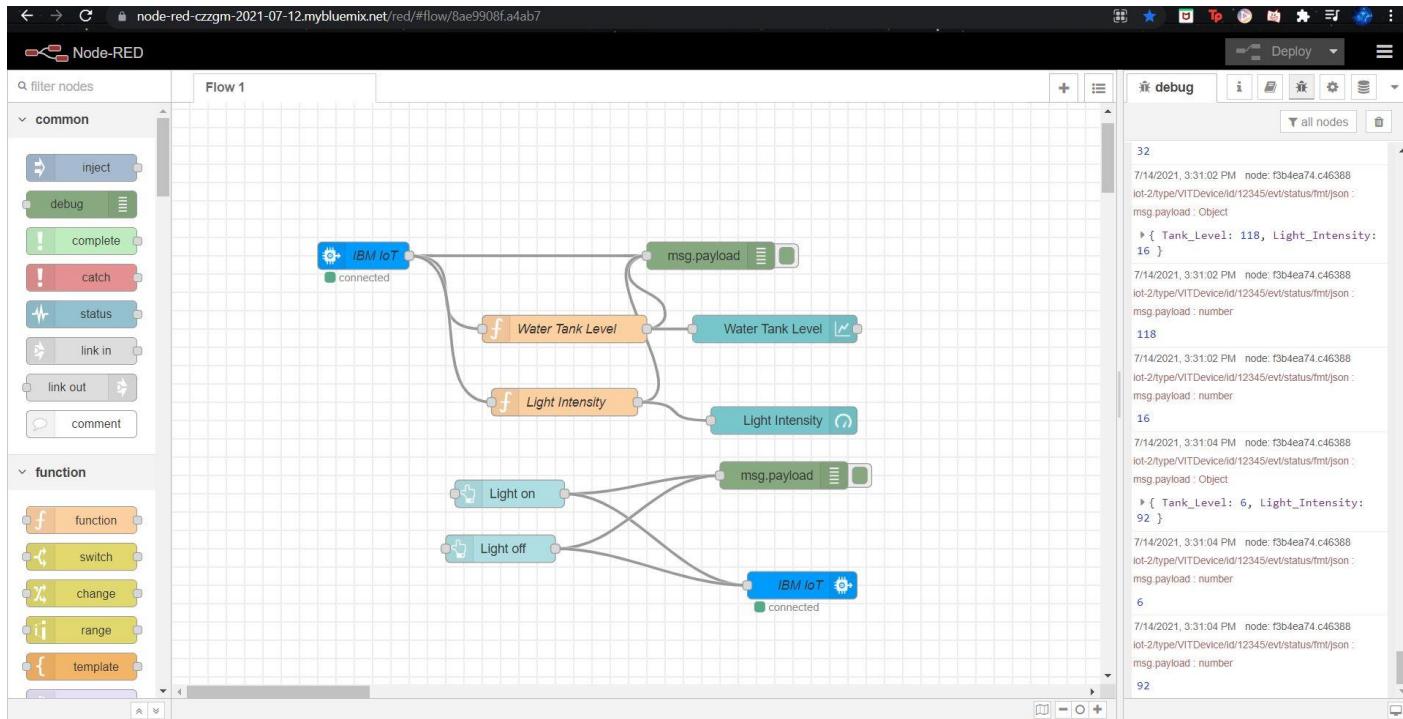 node-red-czzgm-2021-07-12.mybluemix.net/red/#flow/8ae9908f.a4ab7
Node-RED
Deploy
filter nodes
common
inject
debug
complete
catch
status
link in
link out
comment
function
function
switch
change
range
template
Flow 1
IBM IoT
connected
msg.payload
Water Tank Level
Water Tank Level
Light Intensity
Light Intensity
msg.payload
Light on
Light off
IBM IoT
connected
debug
all nodes
32
7/14/2021, 3:31:02 PM node: f3b4ea74.c46388
iot-2/type/VITDevice/id/12345/evt/status/fmt/json :
msg.payload : Object
{ Tank_Level: 118, Light_Intensity:
16 }
7/14/2021, 3:31:02 PM node: f3b4ea74.c46388
iot-2/type/VITDevice/id/12345/evt/status/fmt/json :
msg.payload : number
118
7/14/2021, 3:31:02 PM node: f3b4ea74.c46388
iot-2/type/VITDevice/id/12345/evt/status/fmt/json :
msg.payload : number
16
7/14/2021, 3:31:04 PM node: f3b4ea74.c46388
iot-2/type/VITDevice/id/12345/evt/status/fmt/json :
msg.payload : Object
{ Tank_Level: 6, Light_Intensity:
92 }
7/14/2021, 3:31:04 PM node: f3b4ea74.c46388
iot-2/type/VITDevice/id/12345/evt/status/fmt/json :
msg.payload : number
6
7/14/2021, 3:31:04 PM node: f3b4ea74.c46388
iot-2/type/VITDevice/id/12345/evt/status/fmt/json :
msg.payload : number
92